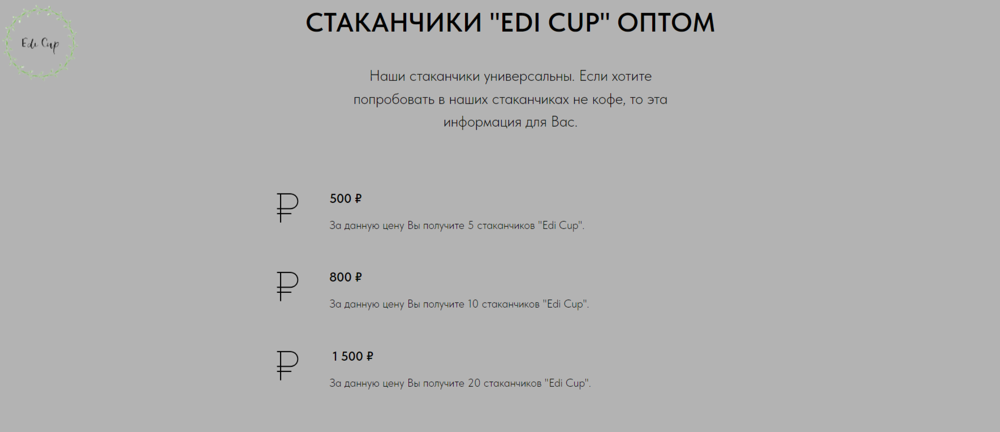 Edi Cup
СТАКАНЧИКИ "EDI CUP" ОПТОМ
Наши стаканчики универсальны. Если хотите
попробовать в наших стаканчиках не кофе, то эта
информация для Вас.
₽
500 ₽
За данную цену Вы получите 5 стаканчиков "Edi Cup".
₽
800 ₽
За данную цену Вы получите 10 стаканчиков "Edi Cup".
₽
1 500 ₽
За данную цену Вы получите 20 стаканчиков "Edi Cup".